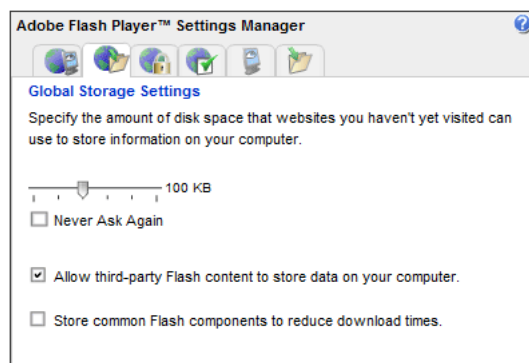 Adobe Flash Player™ Settings Manager
Global Storage Settings
Specify the amount of disk space that websites you haven't yet visited can
use to store information on your computer.
100 KB
Never Ask Again
Allow third-party Flash content to store data on your computer.
Store common Flash components to reduce download times.